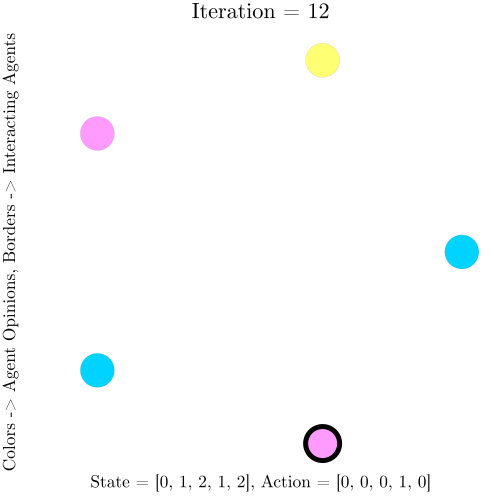 Iteration = 12
Colors -> Agent Opinions, Borders -> Interacting Agents
State = [0, 1, 2, 1, 2], Action = [0, 0, 0, 1, 0]